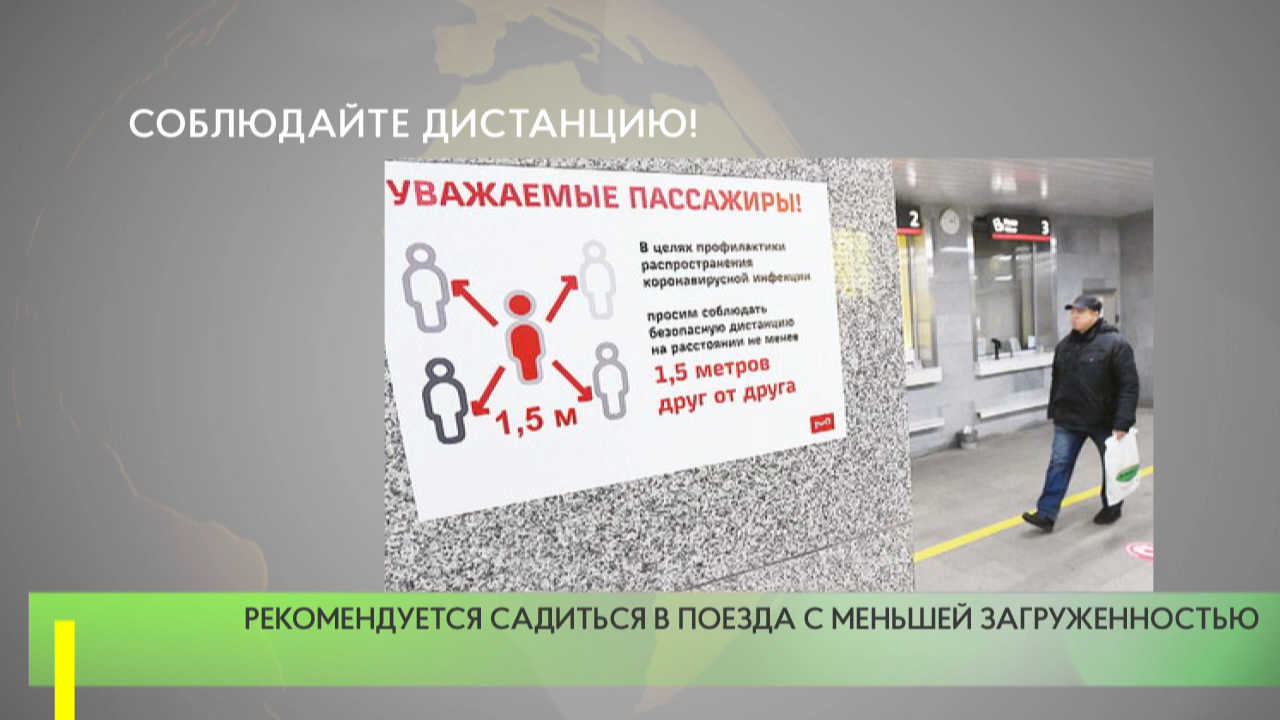 СОБЛЮДАЙТЕ ДИСТАНЦИЮ!
УВАЖАЕМЫЕ ПАССАЖИРЫ!
В целях профилактики
распространения
коронавирусной инфекции
просим соблюдать
безопасную дистанцию
на расстоянии не менее
1,5 метров
друг от друга
1,5 м
РЖД
2
3
РЕКОМЕНДУЕТСЯ САДИТЬСЯ В ПОЕЗДА С МЕНЬШЕЙ ЗАГРУЖЕННОСТЬЮ